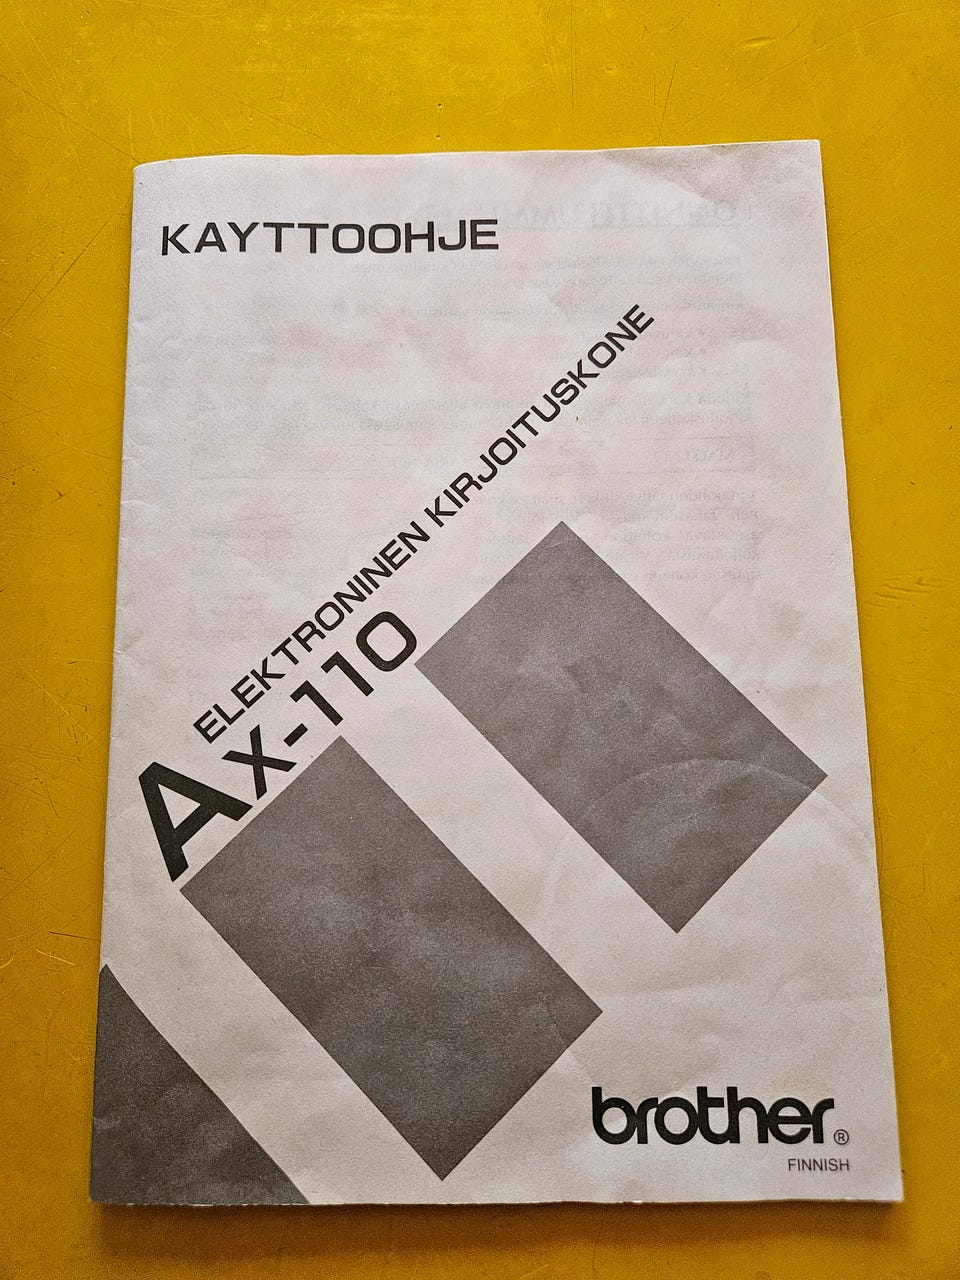 KAYTTOOHJE
ELEKTRONINEN KIRJOITUSKONE
AX-110
brother®
FINNISH